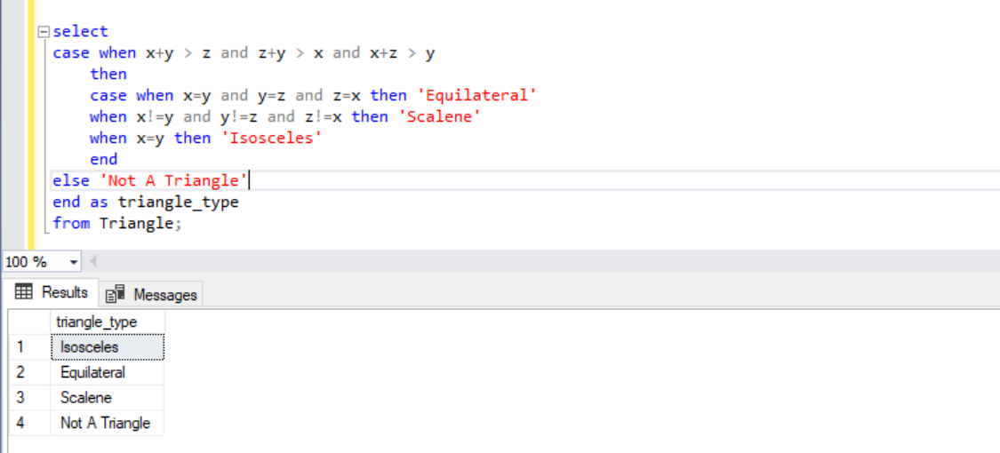 select
case when x+y > z and z+y > x and x+z > y
then
case when x=y and y=z and z=x then 'Equilateral'
when x!=y and y!=z and z!=x then 'Scalene'
when x=y then 'Isosceles'
end
else 'Not A Triangle'
end as triangle_type
from Triangle;
100 %
Results Messages
triangle_type
1 Isosceles
2 Equilateral
3 Scalene
4 Not A Triangle